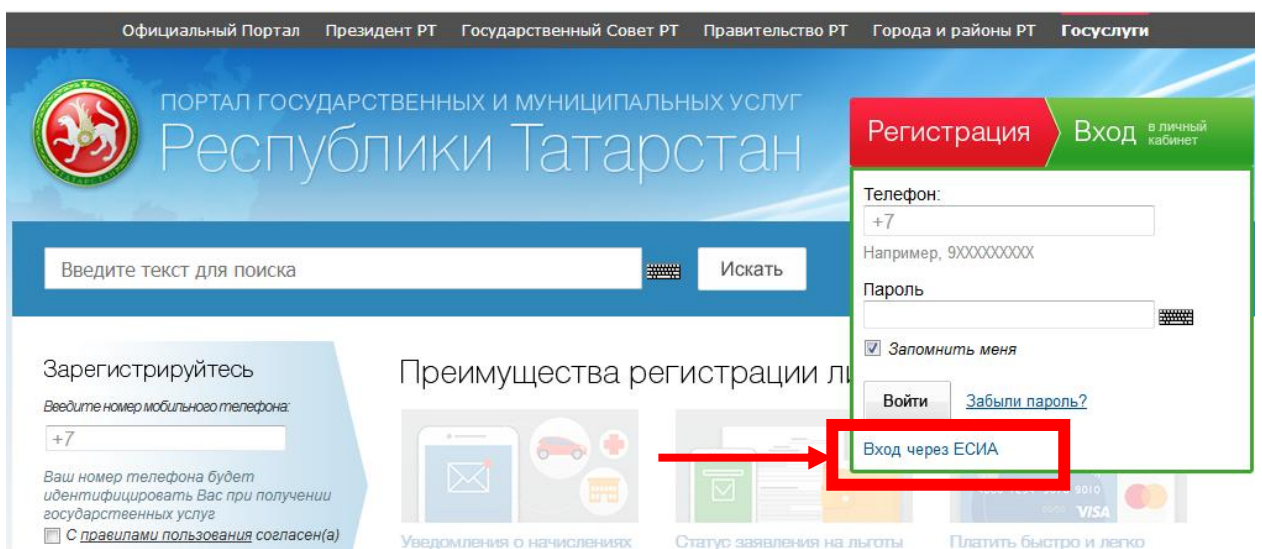 Официальный Портал Президент РТ Государственный Совет РТ Правительство РТ Города и районы РТ Госуслуги
ПОРТАЛ ГОСУДАРСТВЕННЫХ И МУНИЦИПАЛЬНЫХ УСЛУГ
Республики Татарстан
Регистрация
Вход в личный кабинет
Телефон:
+7
Например, 9XXXXXXXXX
Пароль
Запомнить меня
Войти Забыли пароль?
Вход через ЕСИА
Введите текст для поиска
Искать
Зарегистрируйтесь
Введите номер мобильного телефона:
+7
Ваш номер телефона будет
идентифицировать Вас при получении
государственных услуг
С правилами пользования согласен(а)
Преимущества регистрации
Уведомления о начислениях
Статус заявления на льготы
VISA
Платить быстро и легко